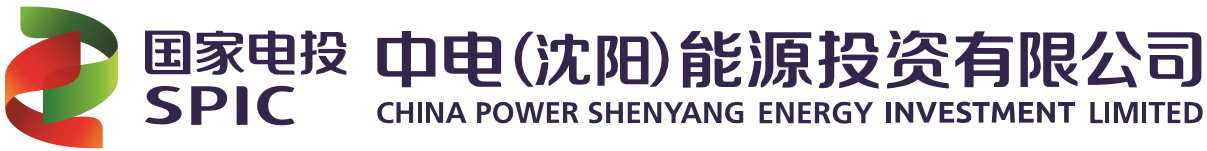 国家电投
SPIC
中电(沈阳)能源投资有限公司
CHINA POWER SHENYANG ENERGY INVESTMENT LIMITED